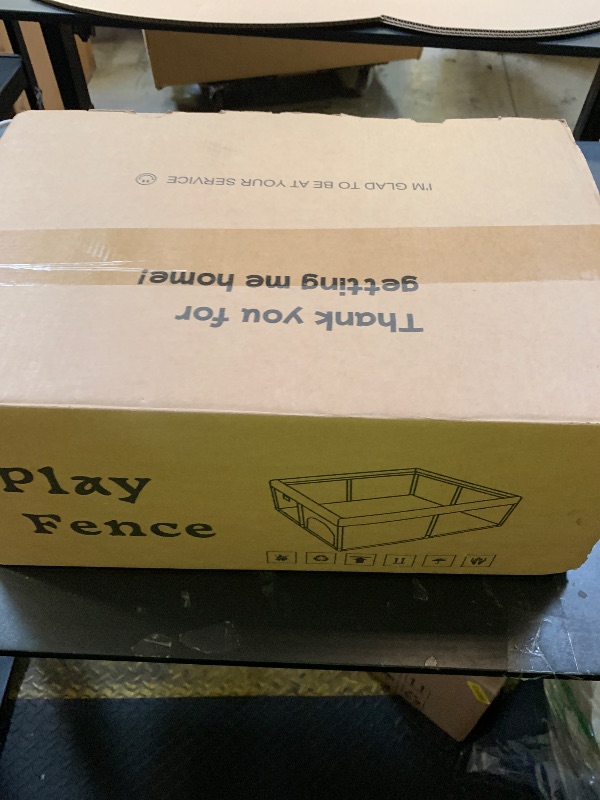 I'M GLAD TO BE AT YOUR SERVICE
Thank you for
getting me home!
Play
Fence